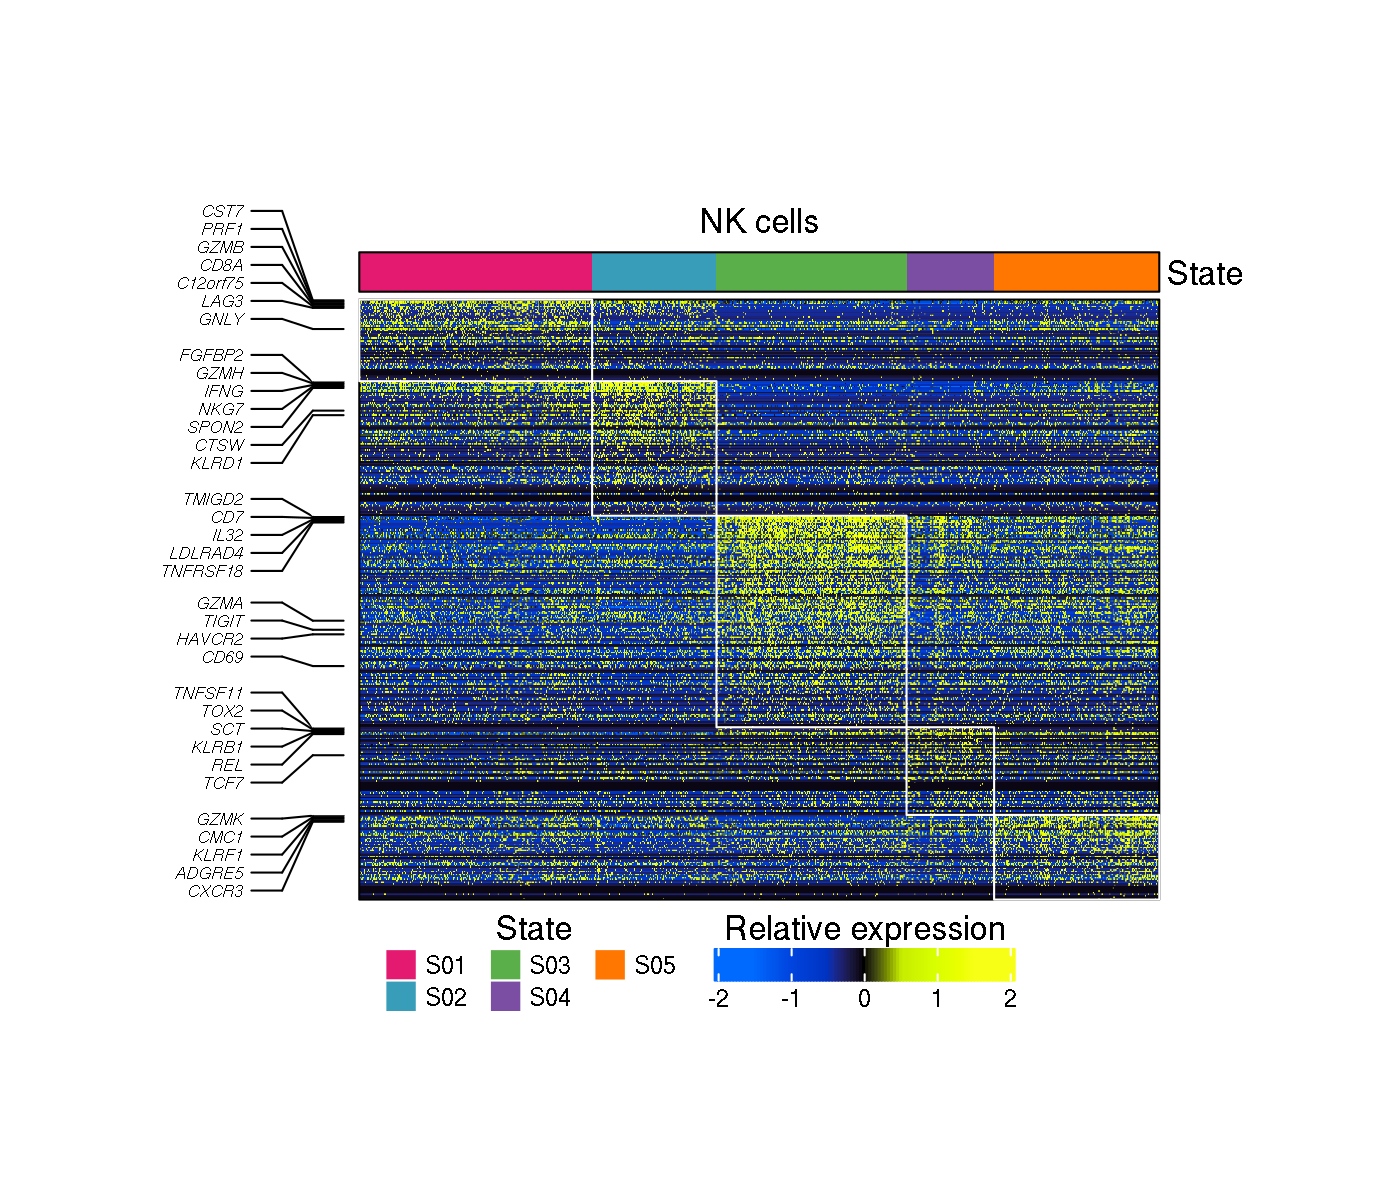 NK cells
State
CST7
PRF1
GZMB
CD8A
C12orf75
LAG3
GNLY
FGFBP2
GZMH
IFNG
NKG7
SPON2
CTSW
KLRD1
TMIGD2
CD7
IL32
LDLRAD4
TNFRSF18
GZMA
TIGIT
HAVCR2
CD69
TNFSF11
TOX2
SCT
KLRB1
REL
TCF7
GZMK
CMC1
KLRF1
ADGRE5
CXCR3
State
S01 S03 S05
S02 S04
Relative expression
-2 -1 0 1 2